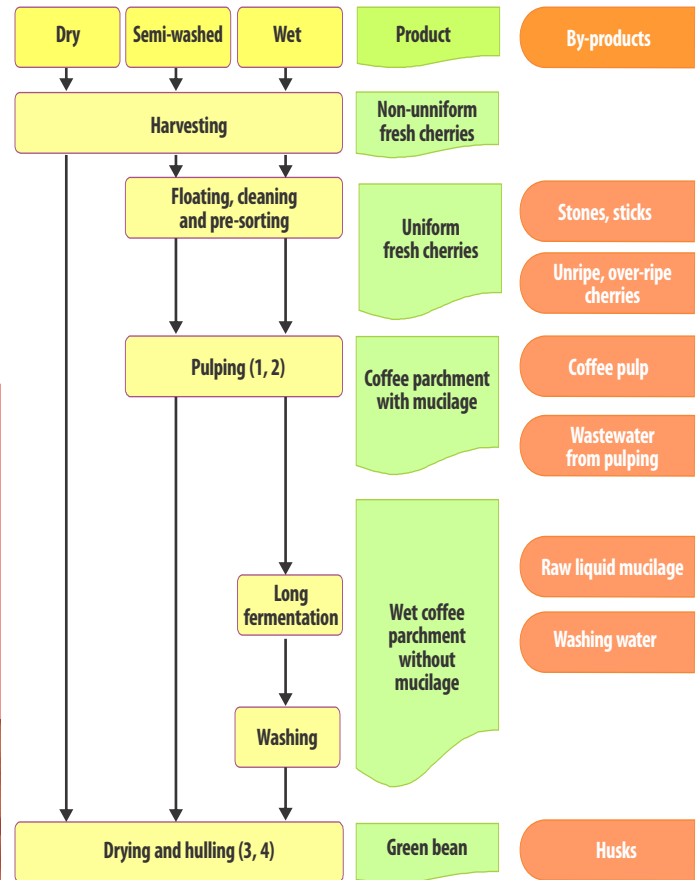 Dry
Semi-washed
Wet
Product
By-products
Harvesting
Non-unniform
fresh cherries
Floating, cleaning
and pre-sorting
Uniform
fresh cherries
Stones, sticks
Unripe, over-ripe
cherries
Pulping (1, 2)
Coffee parchment
with mucilage
Coffee pulp
Wastewater
from pulping
Long
fermentation
Wet coffee
parchment
without
mucilage
Raw liquid mucilage
Washing water
Washing
Drying and hulling (3, 4)
Green bean
Husks